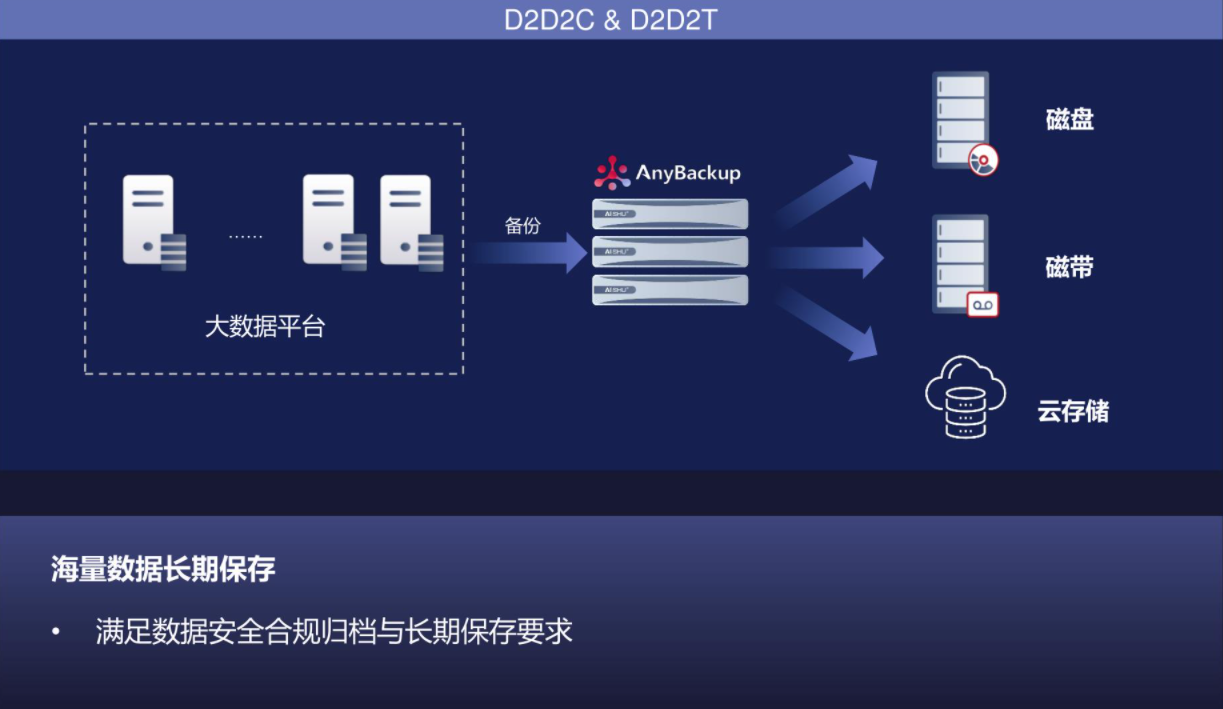 D2D2C & D2D2T
磁盘
AnyBackup
备份
AISHU
AISHU
AISHU
磁带
大数据平台
云存储
......
海量数据长期保存
• 满足数据安全合规归档与长期保存要求